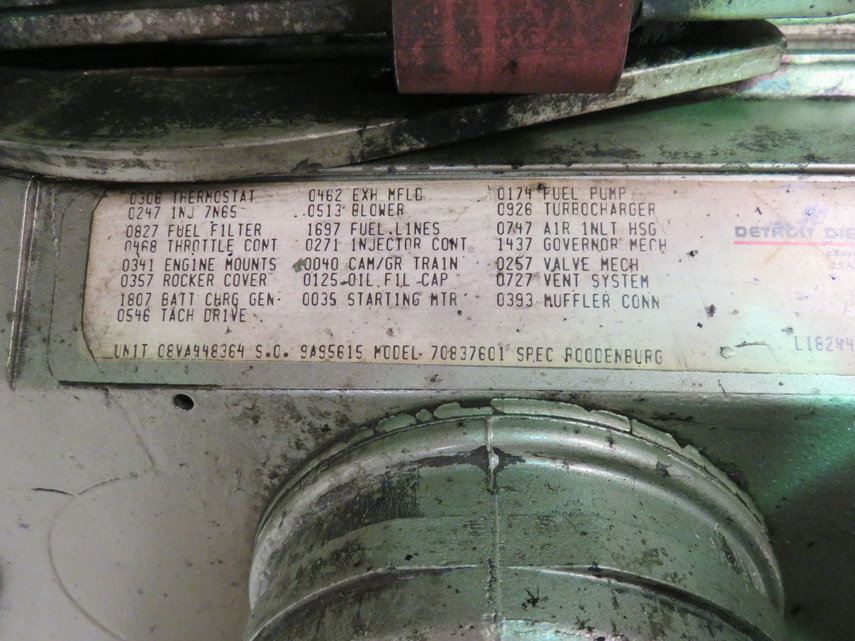 0308 THERMOSTAT 0462 EXH MFLD 0174 FUEL PUMP
0247 INJ 7N65 0513 BLOWER 0926 TURBOCHARGER
0827 FUEL FILTER 1697 FUEL LINES 0747 AIR INLT HSG
0468 THROTTLE CONT 0271 INJECTOR CONT 1437 GOVERNOR MECH
0341 ENGINE MOUNTS 0040 CAM/GR TRAIN 0257 VALVE MECH
0357 ROCKER COVER 0125 OIL FIL CAP 0727 VENT SYSTEM
1807 BATT CHRG GEN 0035 STARTING MTR 0393 MUFFLER CONN
0546 TACH DRIVE
UNIT 08VA448364 S.O. 9A95615 MODEL 70837601 SPEC ROODENBURG
DETROIT DIE
U.S.A.
L18244